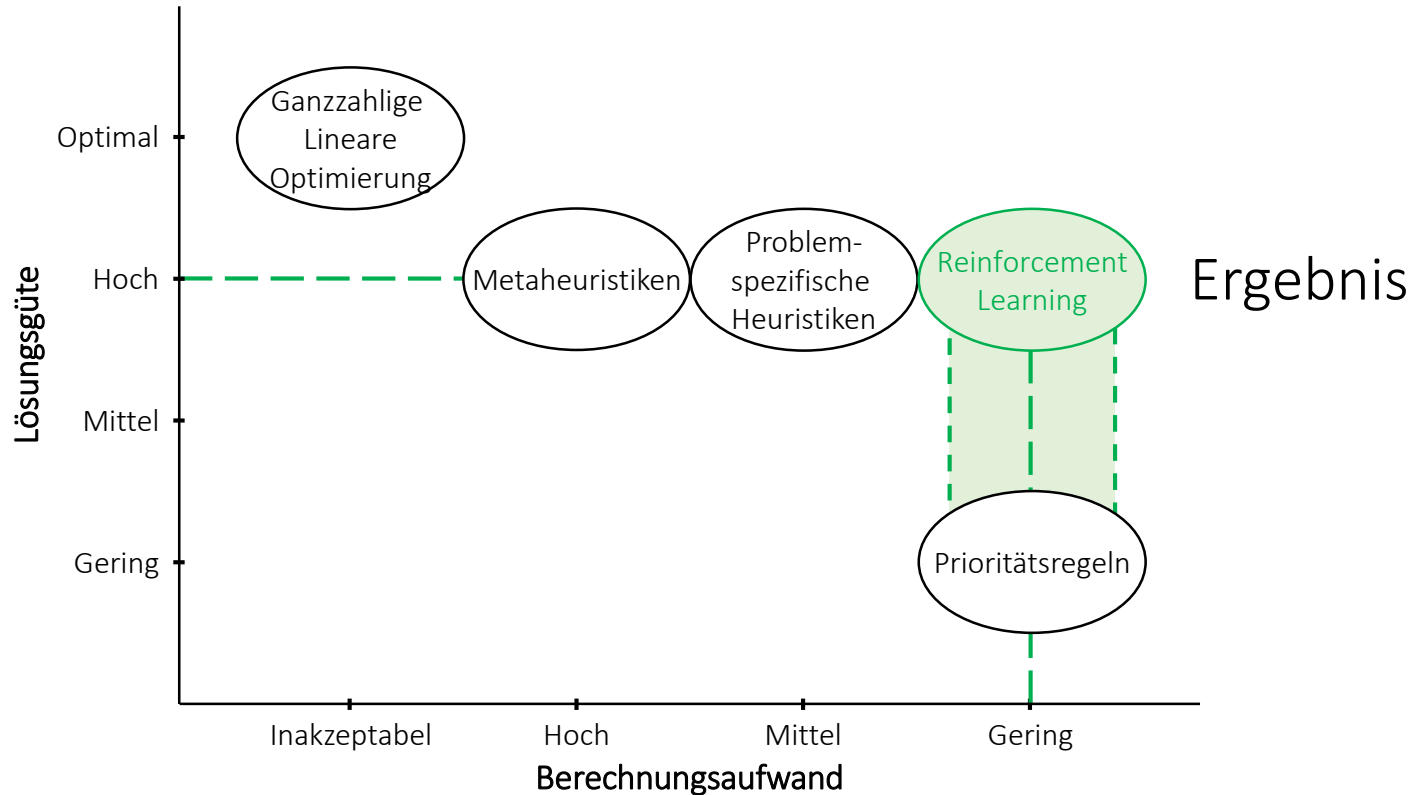 Ganzzahlige
Lineare
Optimierung
Optimal
Problem-
spezifische
Heuristiken
Reinforcement
Learning
Metaheuristiken
Hoch
Ergebnis
Lösungsgüte
Mittel
Gering
Prioritätsregeln
Inakzeptabel
Hoch
Mittel
Gering
Berechnungsaufwand